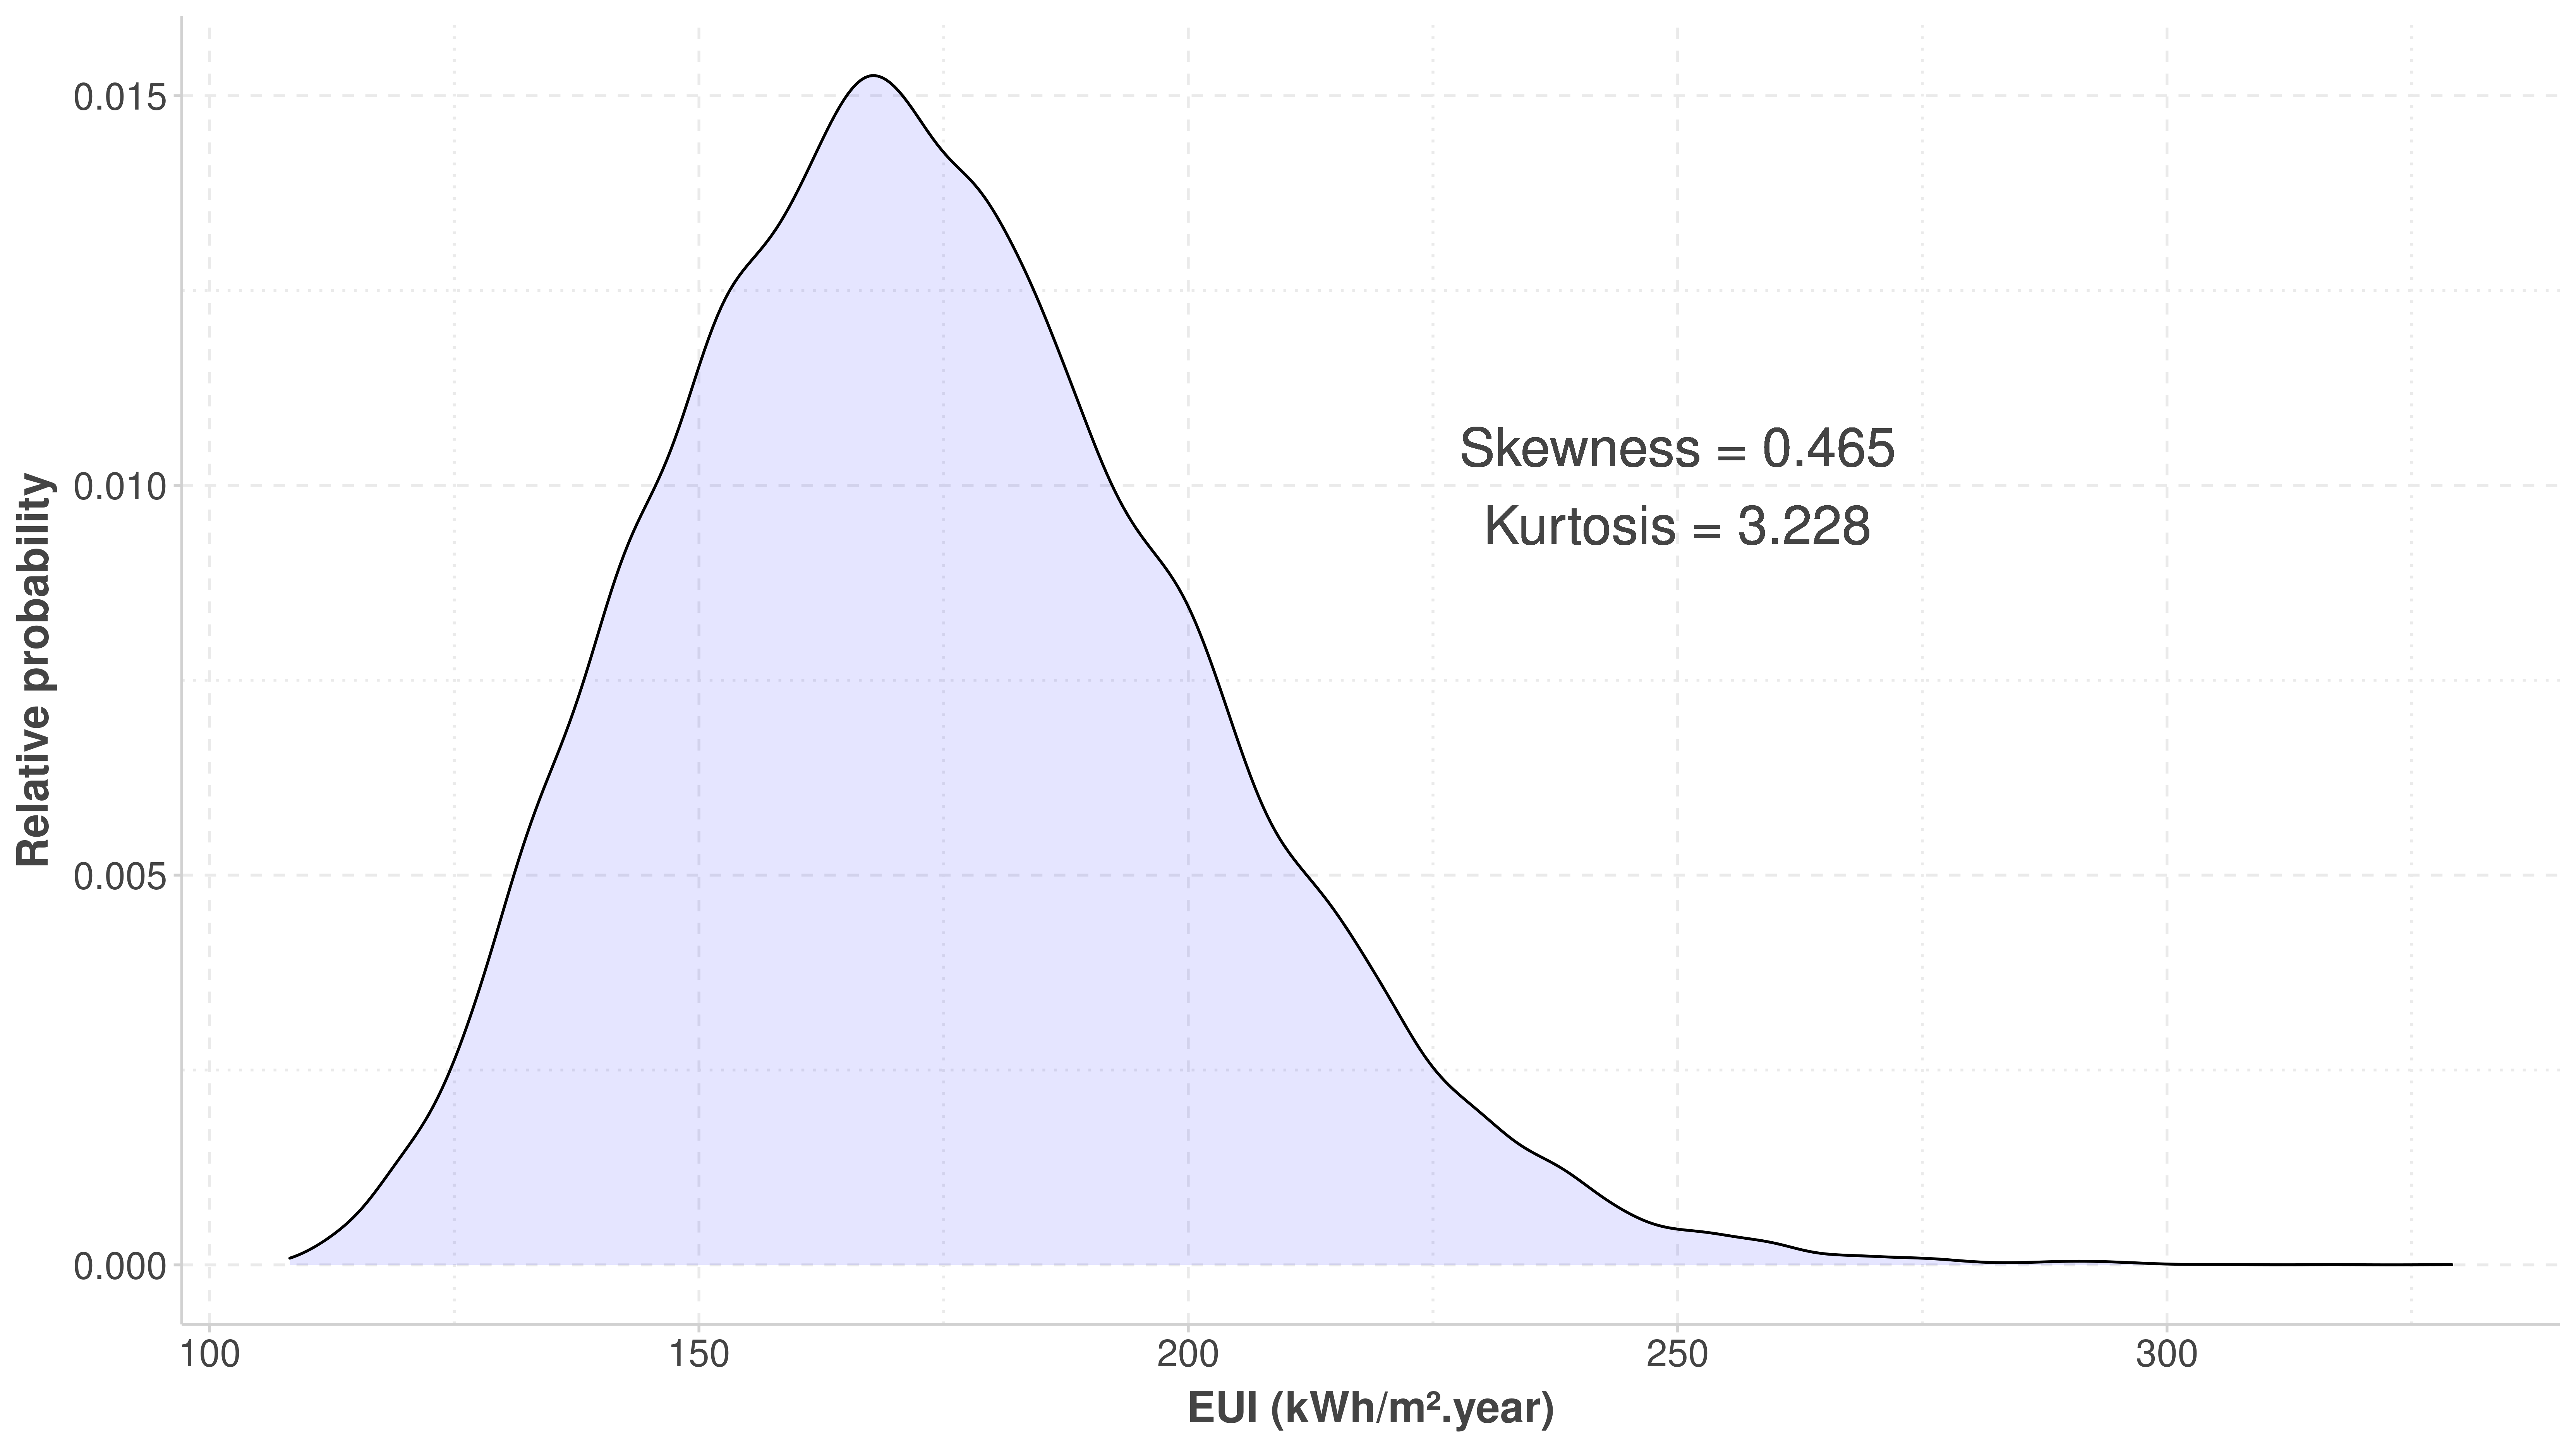 Relative probability
0.015
0.010
0.005
0.000
Skewness = 0.465
Kurtosis = 3.228
100 150 200 250 300
EUI (kWh/m².year)